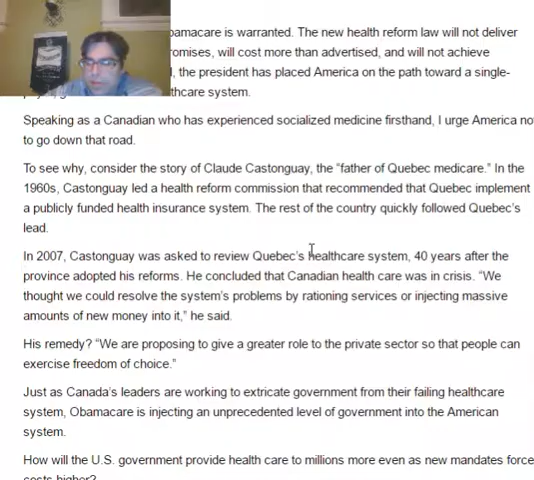 bamacare is warranted. The new health reform law will not deliver
romises, will cost more than advertised, and will not achieve
, the president has placed America on the path toward a single-
thcare system.
Speaking as a Canadian who has experienced socialized medicine firsthand, I urge America no
to go down that road.
To see why, consider the story of Claude Castonguay, the “father of Quebec medicare.” In the
1960s, Castonguay led a health reform commission that recommended that Quebec implement
a publicly funded health insurance system. The rest of the country quickly followed Quebec’s
lead.
In 2007, Castonguay was asked to review Quebec’s healthcare system, 40 years after the
province adopted his reforms. He concluded that Canadian health care was in crisis. “We
thought we could resolve the system’s problems by rationing services or injecting massive
amounts of new money into it,” he said.
His remedy? “We are proposing to give a greater role to the private sector so that people can
exercise freedom of choice.”
Just as Canada’s leaders are working to extricate government from their failing healthcare
system, Obamacare is injecting an unprecedented level of government into the American
system.
How will the U.S. government provide health care to millions more even as new mandates force
costs higher?